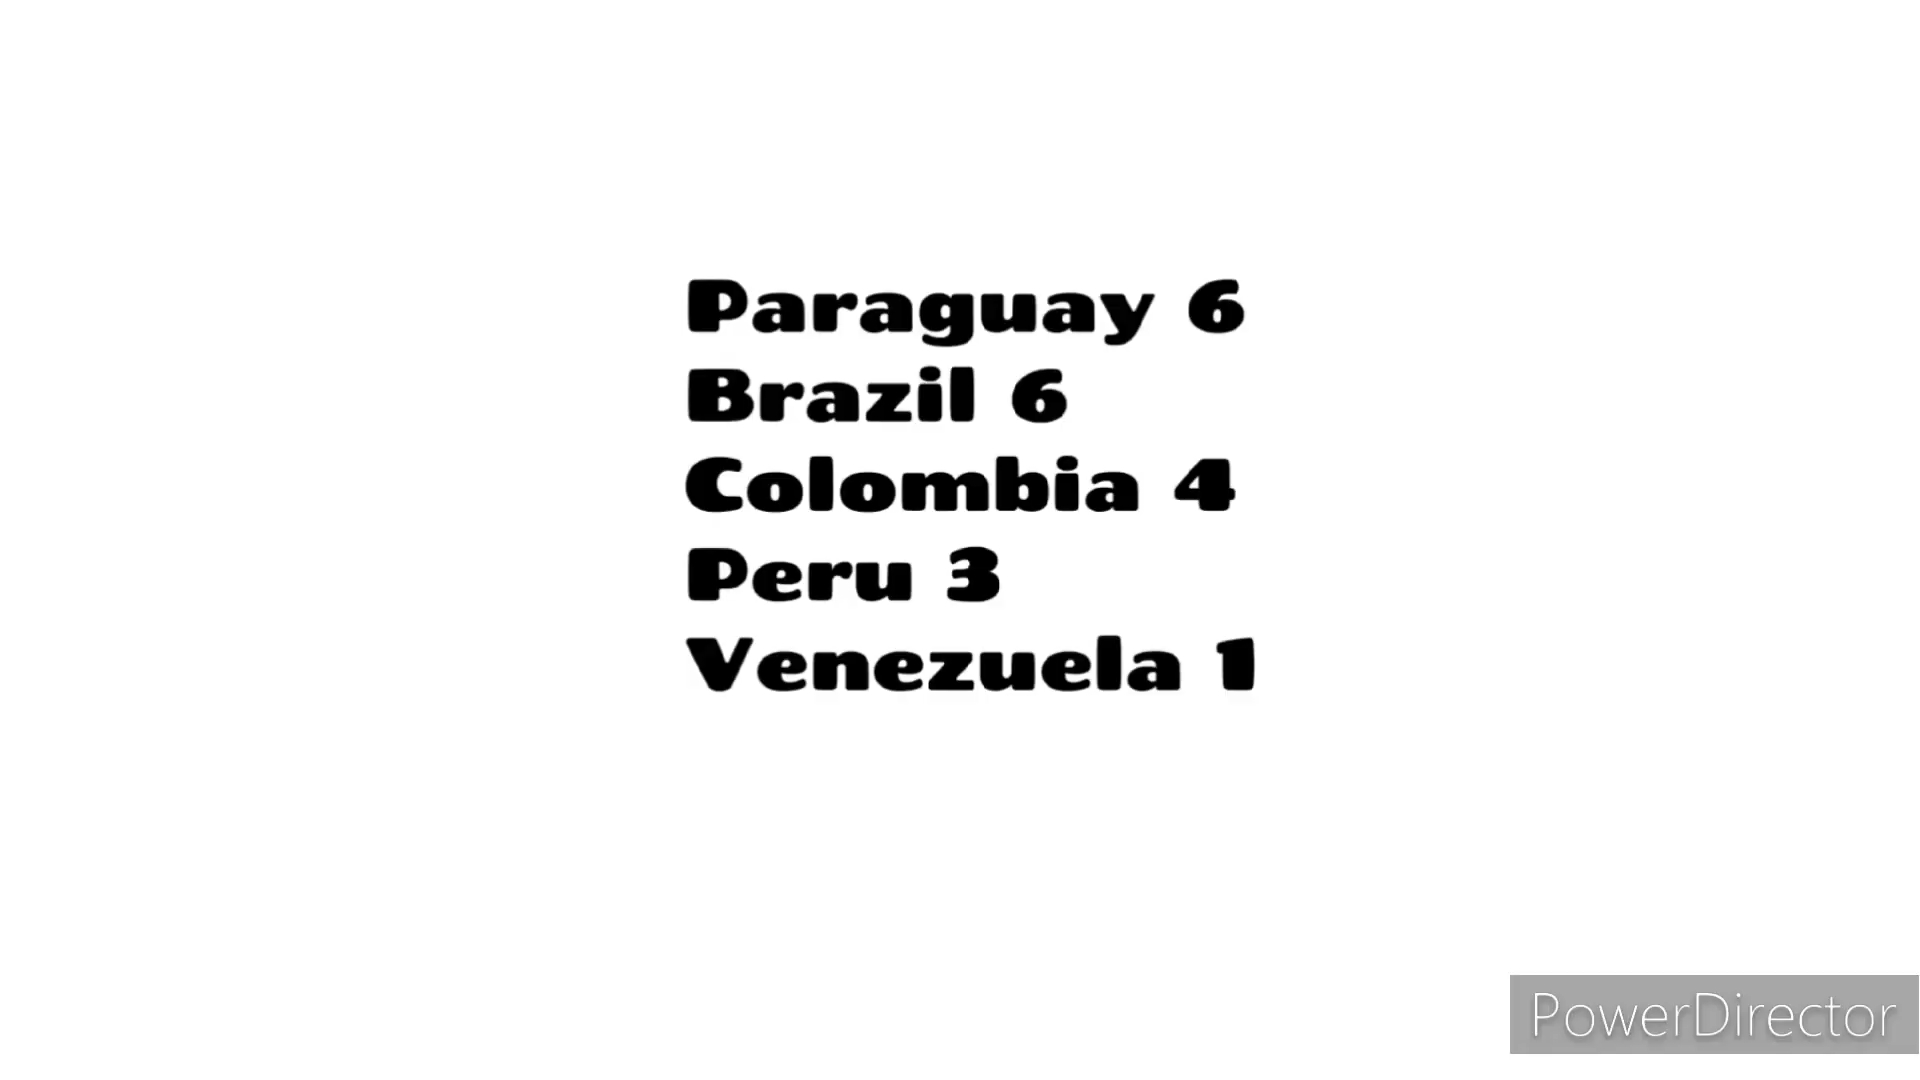 Paraguay 6
Brazil 6
Colombia 4
Peru 3
Venezuela 1
PowerDirector